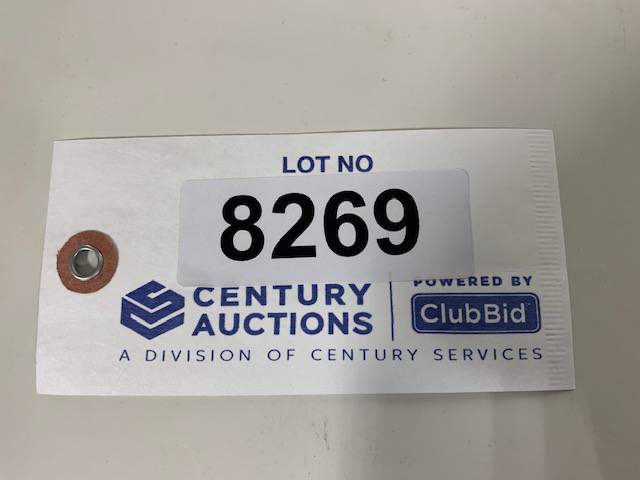 LOT NO
8269
CENTURY
AUCTIONS
POWERED BY
ClubBid
A DIVISION OF CENTURY SERVICES